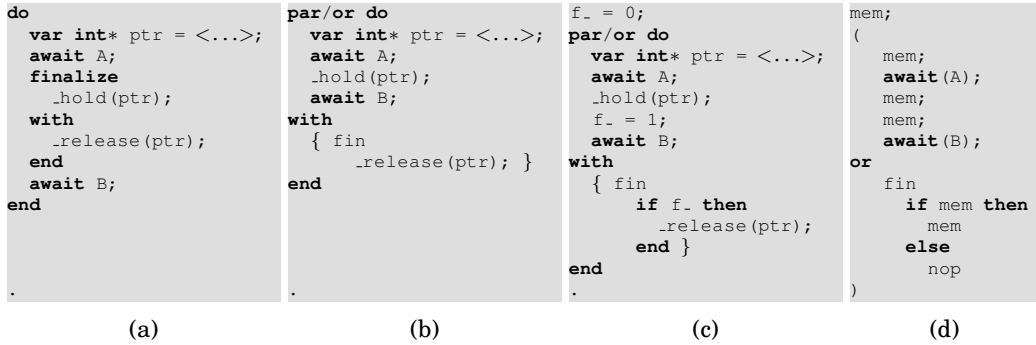 do
var int* ptr = <...>;
await A;
finalize
_hold(ptr);
with
_release(ptr);
end
await B;
end
.
(a)
par/or do
var int* ptr = <...>;
await A;
_hold(ptr);
await B;
with
{ fin
_release(ptr); }
end
.
(b)
f_ = 0;
par/or do
var int* ptr = <...>;
await A;
_hold(ptr);
f_ = 1;
await B;
with
{ fin
if f_ then
_release(ptr);
end }
end
.
(c)
mem;
(
mem;
await(A);
mem;
mem;
await(B);
or
fin
if mem then
mem
else
nop
)
(d)